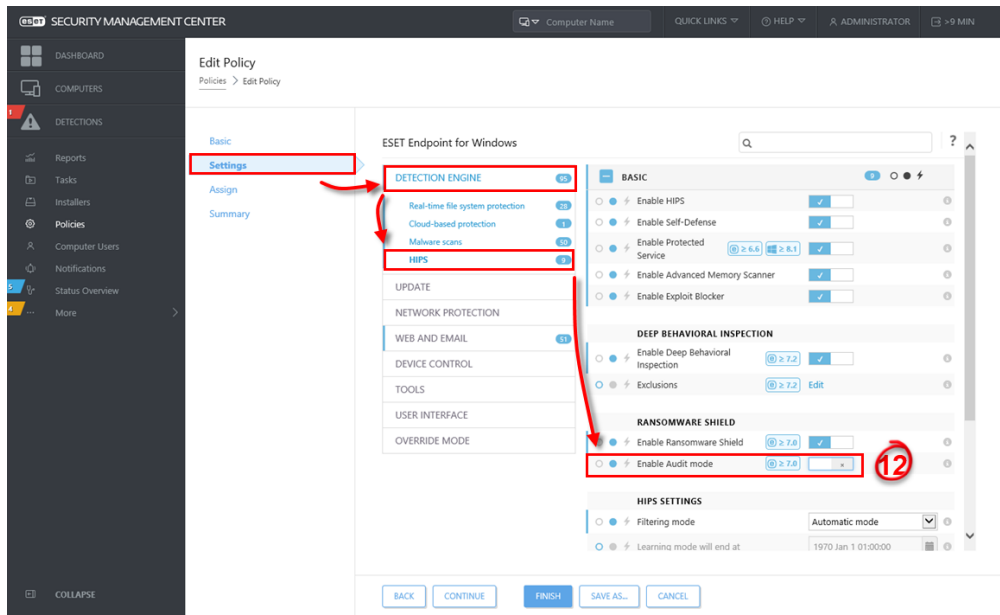 eset SECURITY MANAGEMENT CENTER
Computer Name
QUICK LINKS
HELP
ADMINISTRATOR
>9 MIN
DASHBOARD
COMPUTERS
1
DETECTIONS
Reports
Tasks
Installers
Policies
Computer Users
Notifications
5
Status Overview
4
More
COLLAPSE
Edit Policy
Policies > Edit Policy
Basic
Settings
Assign
Summary
ESET Endpoint for Windows
?
DETECTION ENGINE 95
Real-time file system protection 28
Cloud-based protection 1
Malware scans 50
HIPS 9
UPDATE
NETWORK PROTECTION
WEB AND EMAIL 51
DEVICE CONTROL
TOOLS
USER INTERFACE
OVERRIDE MODE
BASIC 9
Enable HIPS
Enable Self-Defense
Enable Protected
Service
≥ 6.6 ≥ 8.1
Enable Advanced Memory Scanner
Enable Exploit Blocker
DEEP BEHAVIORAL INSPECTION
Enable Deep Behavioral
Inspection
≥ 7.2
Exclusions ≥ 7.2 Edit
RANSOMWARE SHIELD
Enable Ransomware Shield ≥ 7.0
Enable Audit mode ≥ 7.0
12
HIPS SETTINGS
Filtering mode Automatic mode
Learning mode will end at 1970 Jan 1 01:00:00
BACK
CONTINUE
FINISH
SAVE AS...
CANCEL